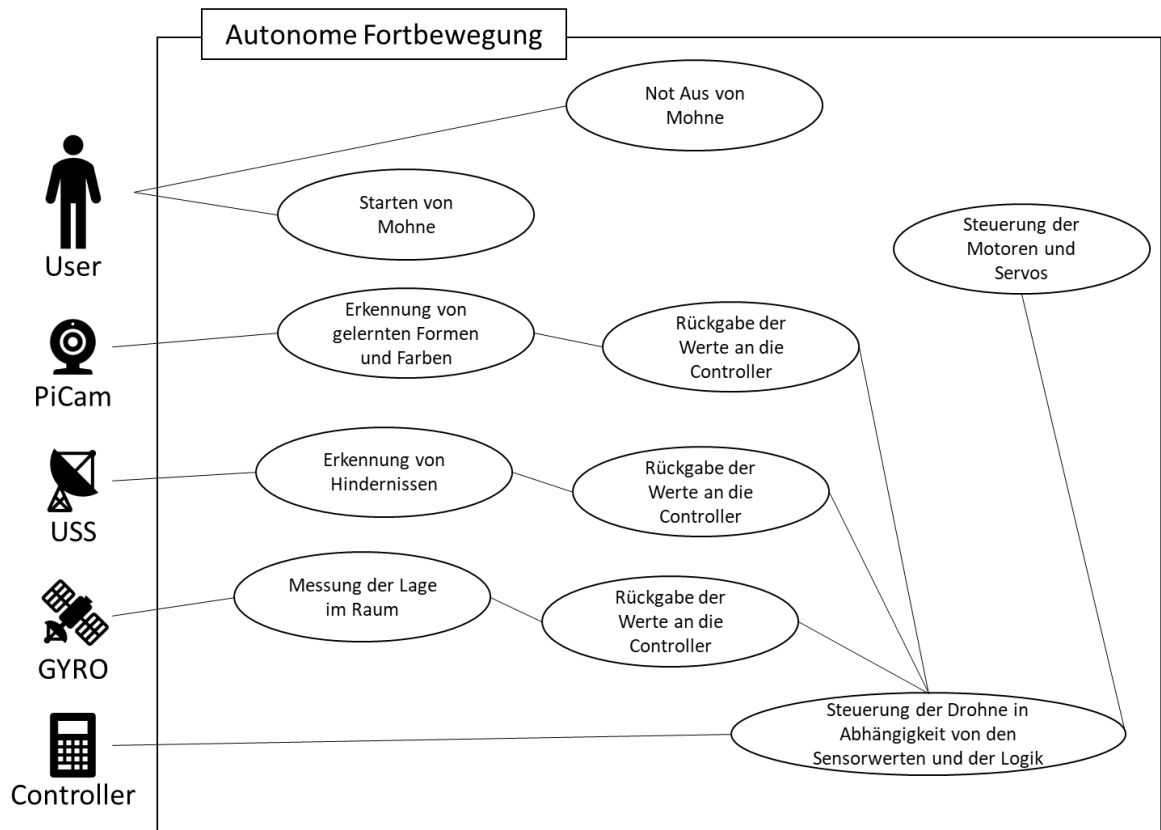 Autonome Fortbewegung
Not Aus von
Mohne
User
Starten von
Mohne
Steuerung der
Motoren und
Servos
PiCam
Erkennung von
gelernten Formen
und Farben
Rückgabe der
Werte an die
Controller
USS
Erkennung von
Hindernissen
Rückgabe der
Werte an die
Controller
GYRO
Messung der Lage
im Raum
Rückgabe der
Werte an die
Controller
Controller
Steuerung der Drohne in
Abhängigkeit von den
Sensorwerten und der Logik